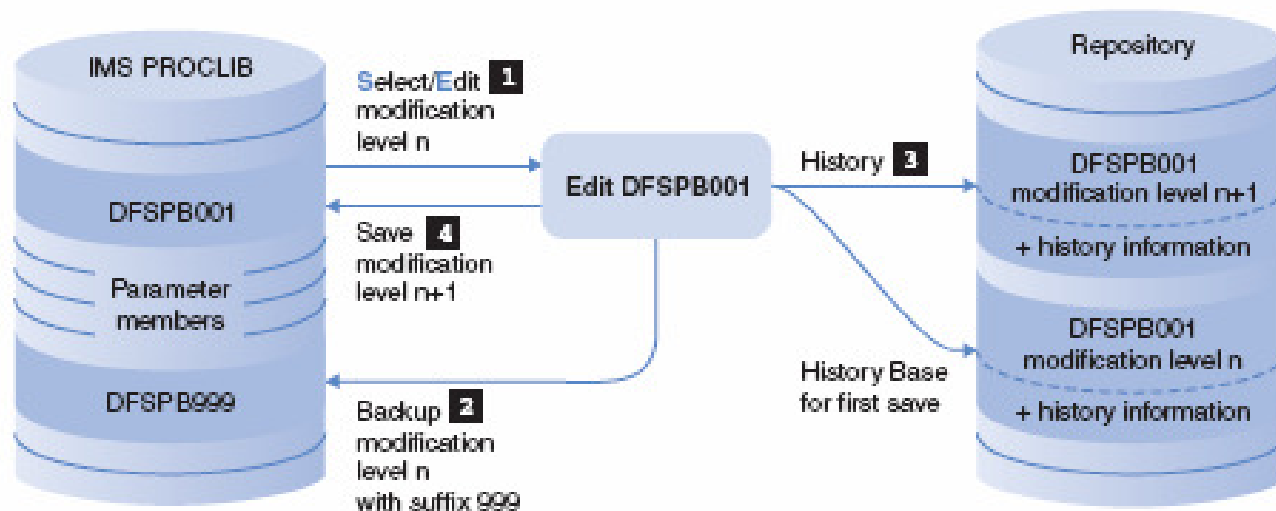 IMS PROCLIB
DFSPB001
Parameter
members
DFSPB999
Select/Edit 1
modification
level n
Save 4
modification
level n+1
Backup 2
modification
level n
with suffix 999
Edit DFSPB001
History 3
History Base
for first save
Repository
DFSPB001
modification level n+1
+ history information
DFSPB001
modification level n
+ history information